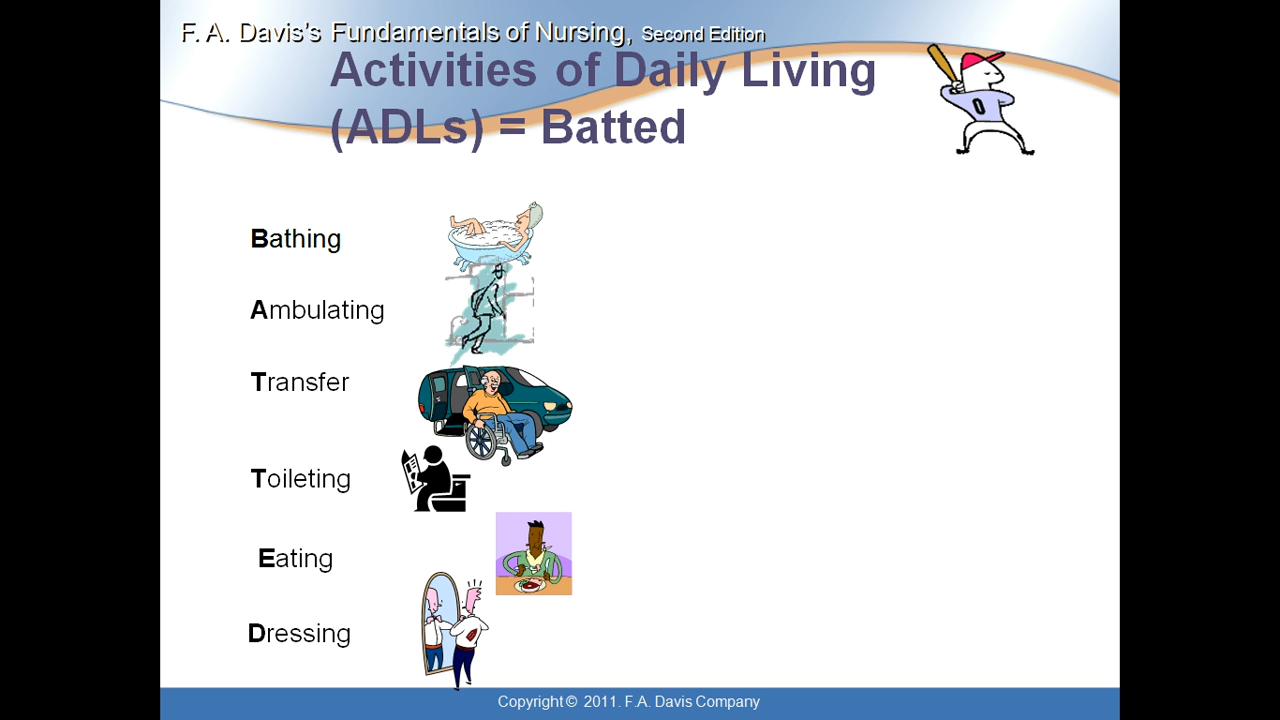 F. A. Davis's Fundamentals of Nursing, Second Edition
Activities of Daily Living
(ADLs) = Batted
0
Bathing
Ambulating
Transfer
Toileting
Eating
Dressing
Copyright © 2011. F.A. Davis Company